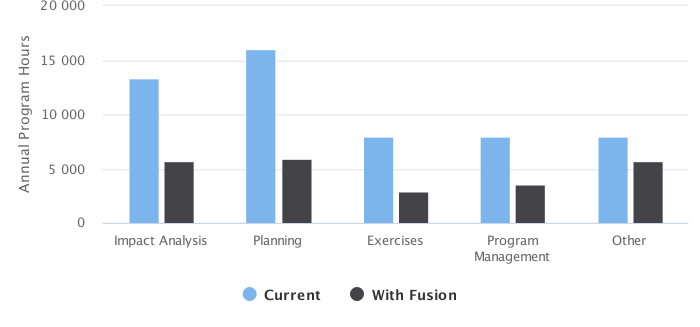 20 000
15 000
10 000
5 000
0
Annual Program Hours
Impact Analysis
Planning
Exercises
Program
Management
Other
Current
With Fusion